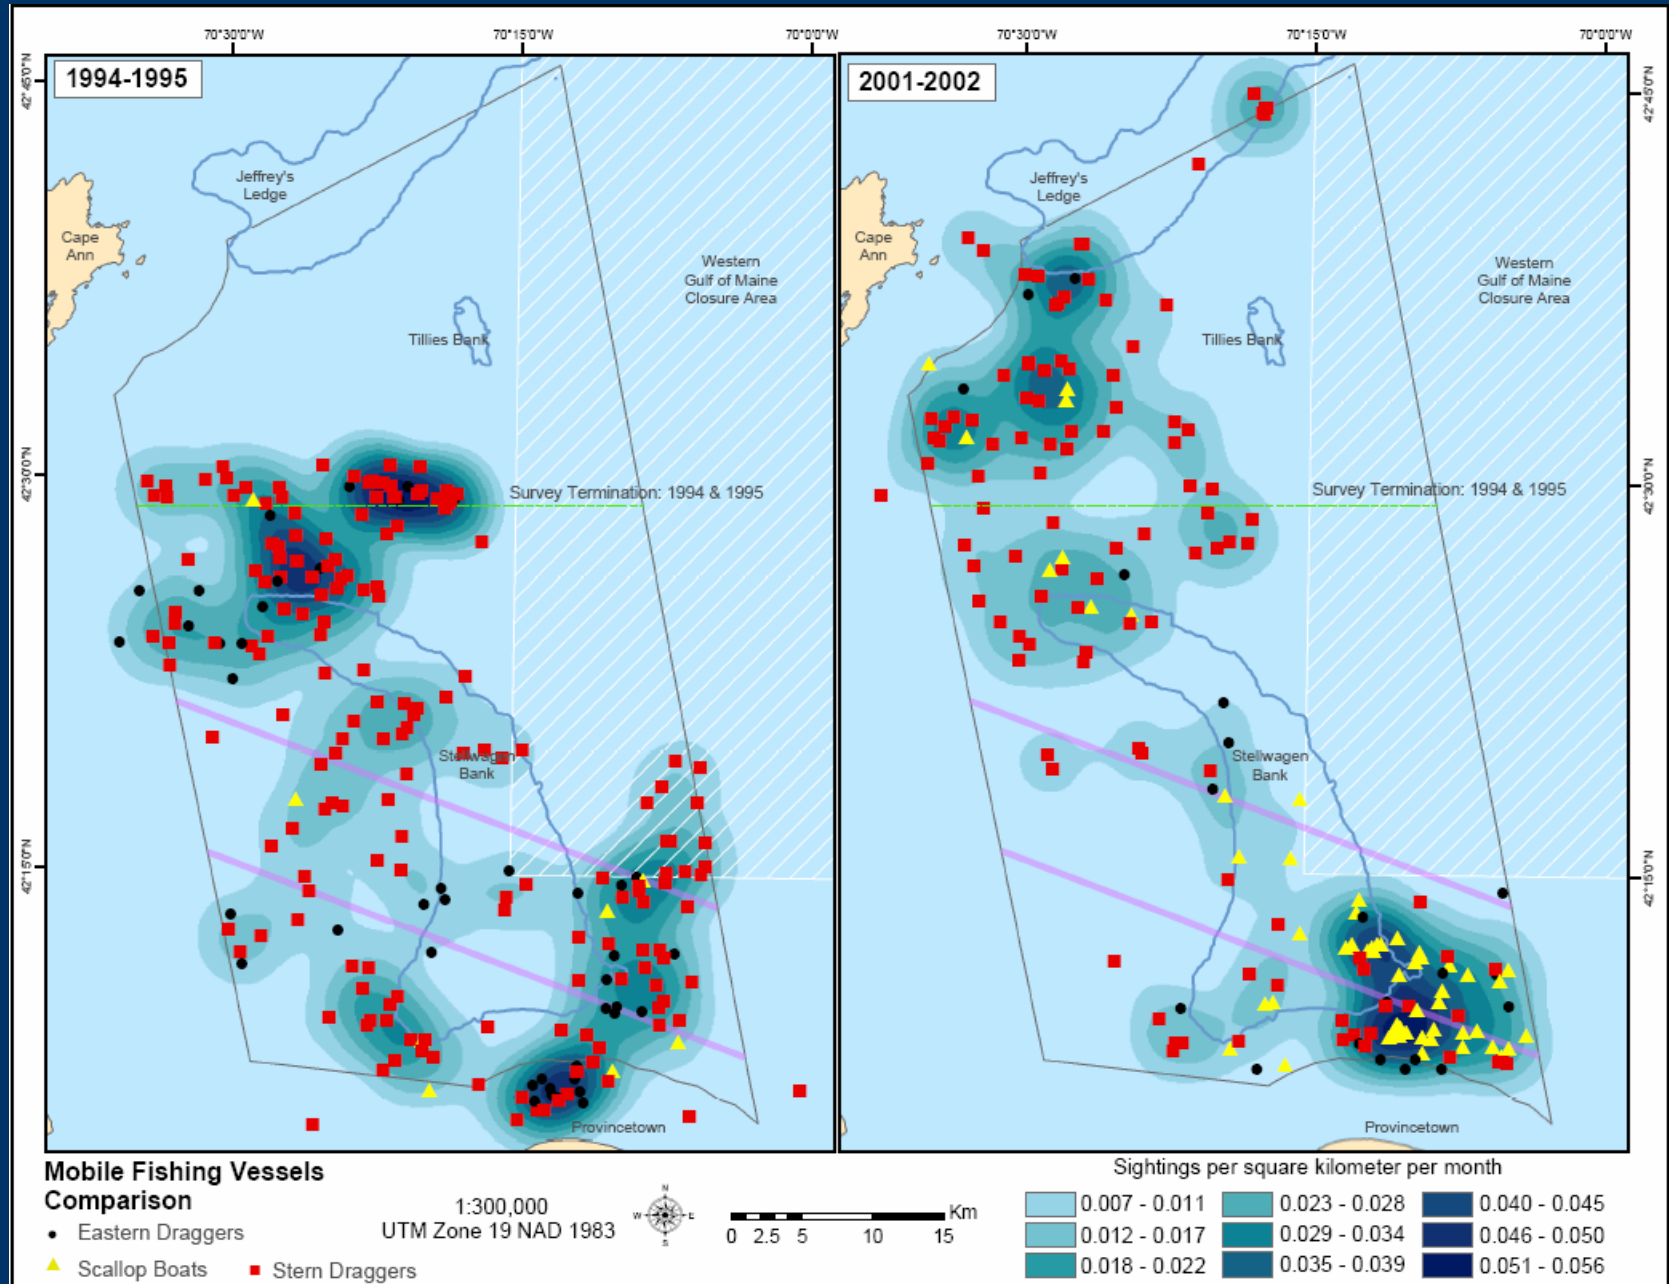 70°30'0"W 70°15'0"W 70°0'0"W
70°30'0"W 70°15'0"W 70°0'0"W
1994-1995
2001-2002
42°45'0"N
42°45'0"N
Jeffrey's
Ledge
Jeffrey's
Ledge
Cape
Ann
Cape
Ann
Western
Gulf of Maine
Closure Area
Western
Gulf of Maine
Closure Area
Tillies Bank
Tillies Bank
42°30'0"N
42°30'0"N
Survey Termination: 1994 & 1995
Survey Termination: 1994 & 1995
Stellwagen
Bank
Stellwagen
Bank
42°15'0"N
42°15'0"N
Provincetown
Provincetown
Mobile Fishing Vessels
Comparison
Eastern Draggers
Scallop Boats
Stern Draggers
1:300,000
UTM Zone 19 NAD 1983
N
W E
S
Km
0 2.5 5 10 15
Sightings per square kilometer per month
0.007 - 0.011 0.023 - 0.028 0.040 - 0.045
0.012 - 0.017 0.029 - 0.034 0.046 - 0.050
0.018 - 0.022 0.035 - 0.039 0.051 - 0.056